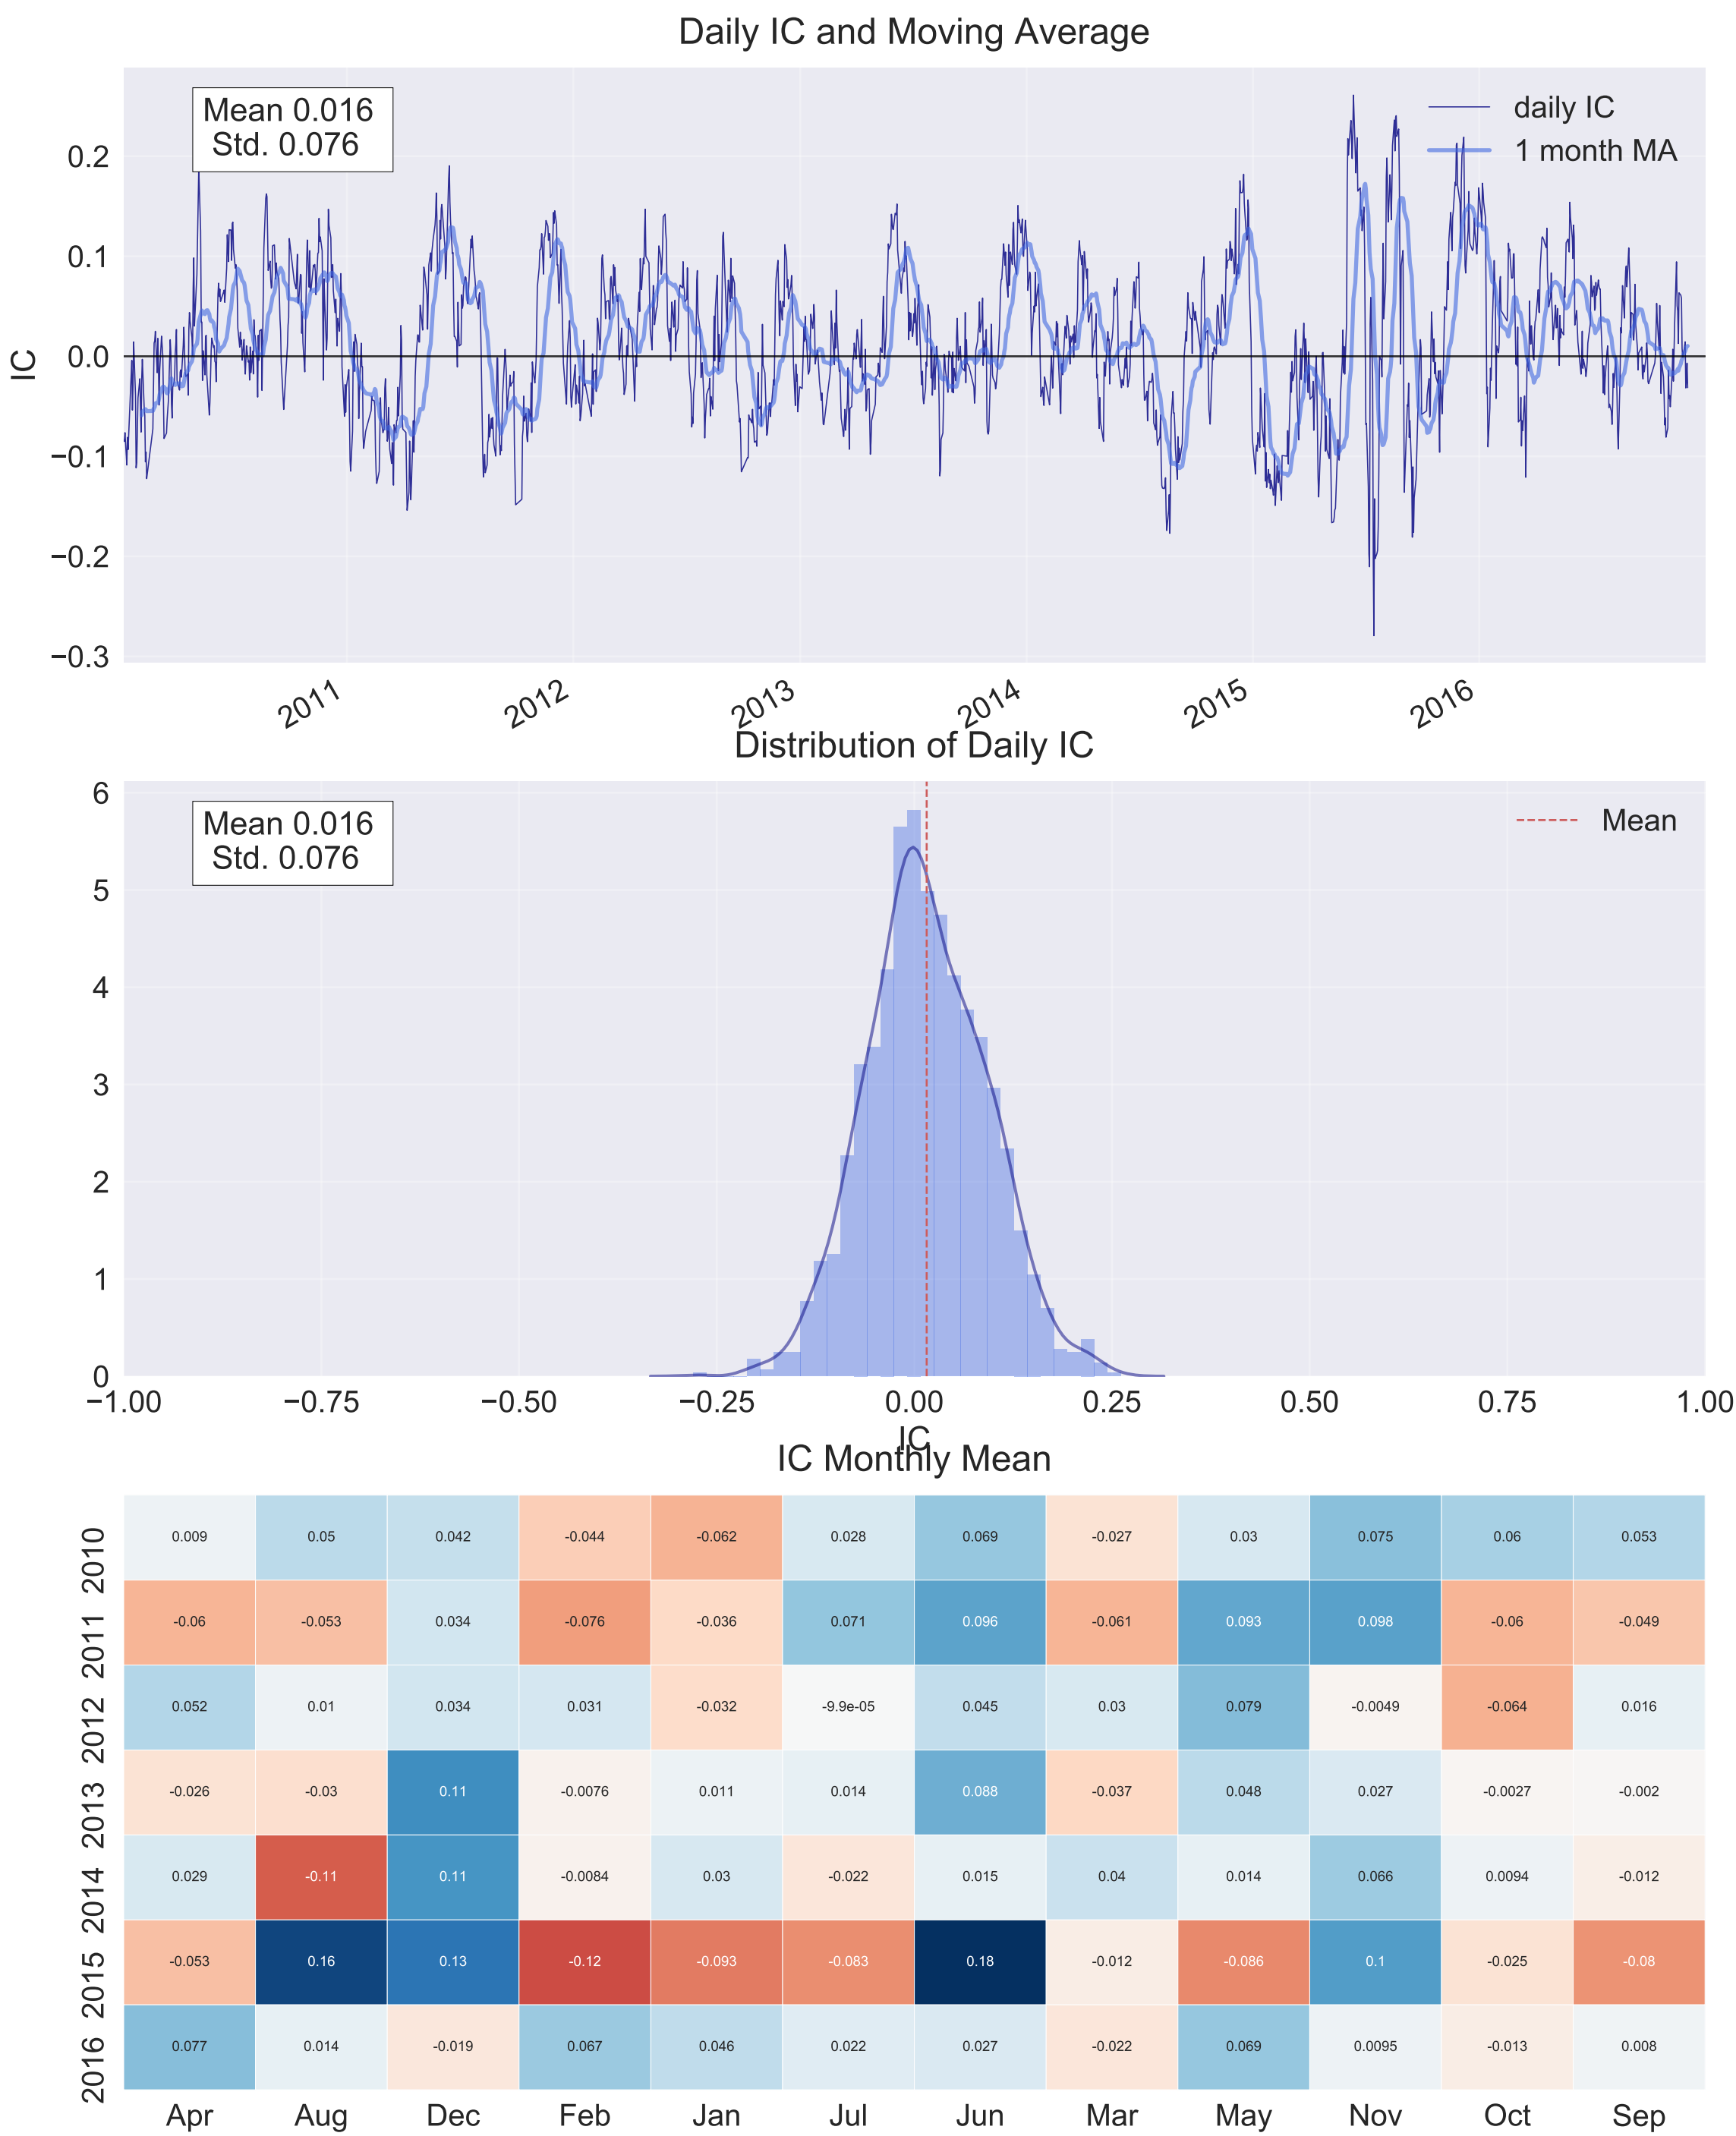 Daily IC and Moving Average
Mean 0.016
Std. 0.076
daily IC
1 month MA
IC
0.2
0.1
0.0
−0.1
−0.2
−0.3
2011
2012
2013
2014
2015
2016
Distribution of Daily IC
Mean 0.016
Std. 0.076
Mean
6
5
4
3
2
1
0
−1.00 −0.75 −0.50 −0.25 0.00 0.25 0.50 0.75 1.00
IC
IC Monthly Mean
2010 0.009 0.05 0.042 -0.044 -0.062 0.028 0.069 -0.027 0.03 0.075 0.06 0.053
2011 -0.06 -0.053 0.034 -0.076 -0.036 0.071 0.096 -0.061 0.093 0.098 -0.06 -0.049
2012 0.052 0.01 0.034 0.031 -0.032 -9.9e-05 0.045 0.03 0.079 -0.0049 -0.064 0.016
2013 -0.026 -0.03 0.11 -0.0076 0.011 0.014 0.088 -0.037 0.048 0.027 -0.0027 -0.002
2014 0.029 -0.11 0.11 -0.0084 0.03 -0.022 0.015 0.04 0.014 0.066 0.0094 -0.012
2015 -0.053 0.16 0.13 -0.12 -0.093 -0.083 0.18 -0.012 -0.086 0.1 -0.025 -0.08
2016 0.077 0.014 -0.019 0.067 0.046 0.022 0.027 -0.022 0.069 0.0095 -0.013 0.008
Apr Aug Dec Feb Jan Jul Jun Mar May Nov Oct Sep